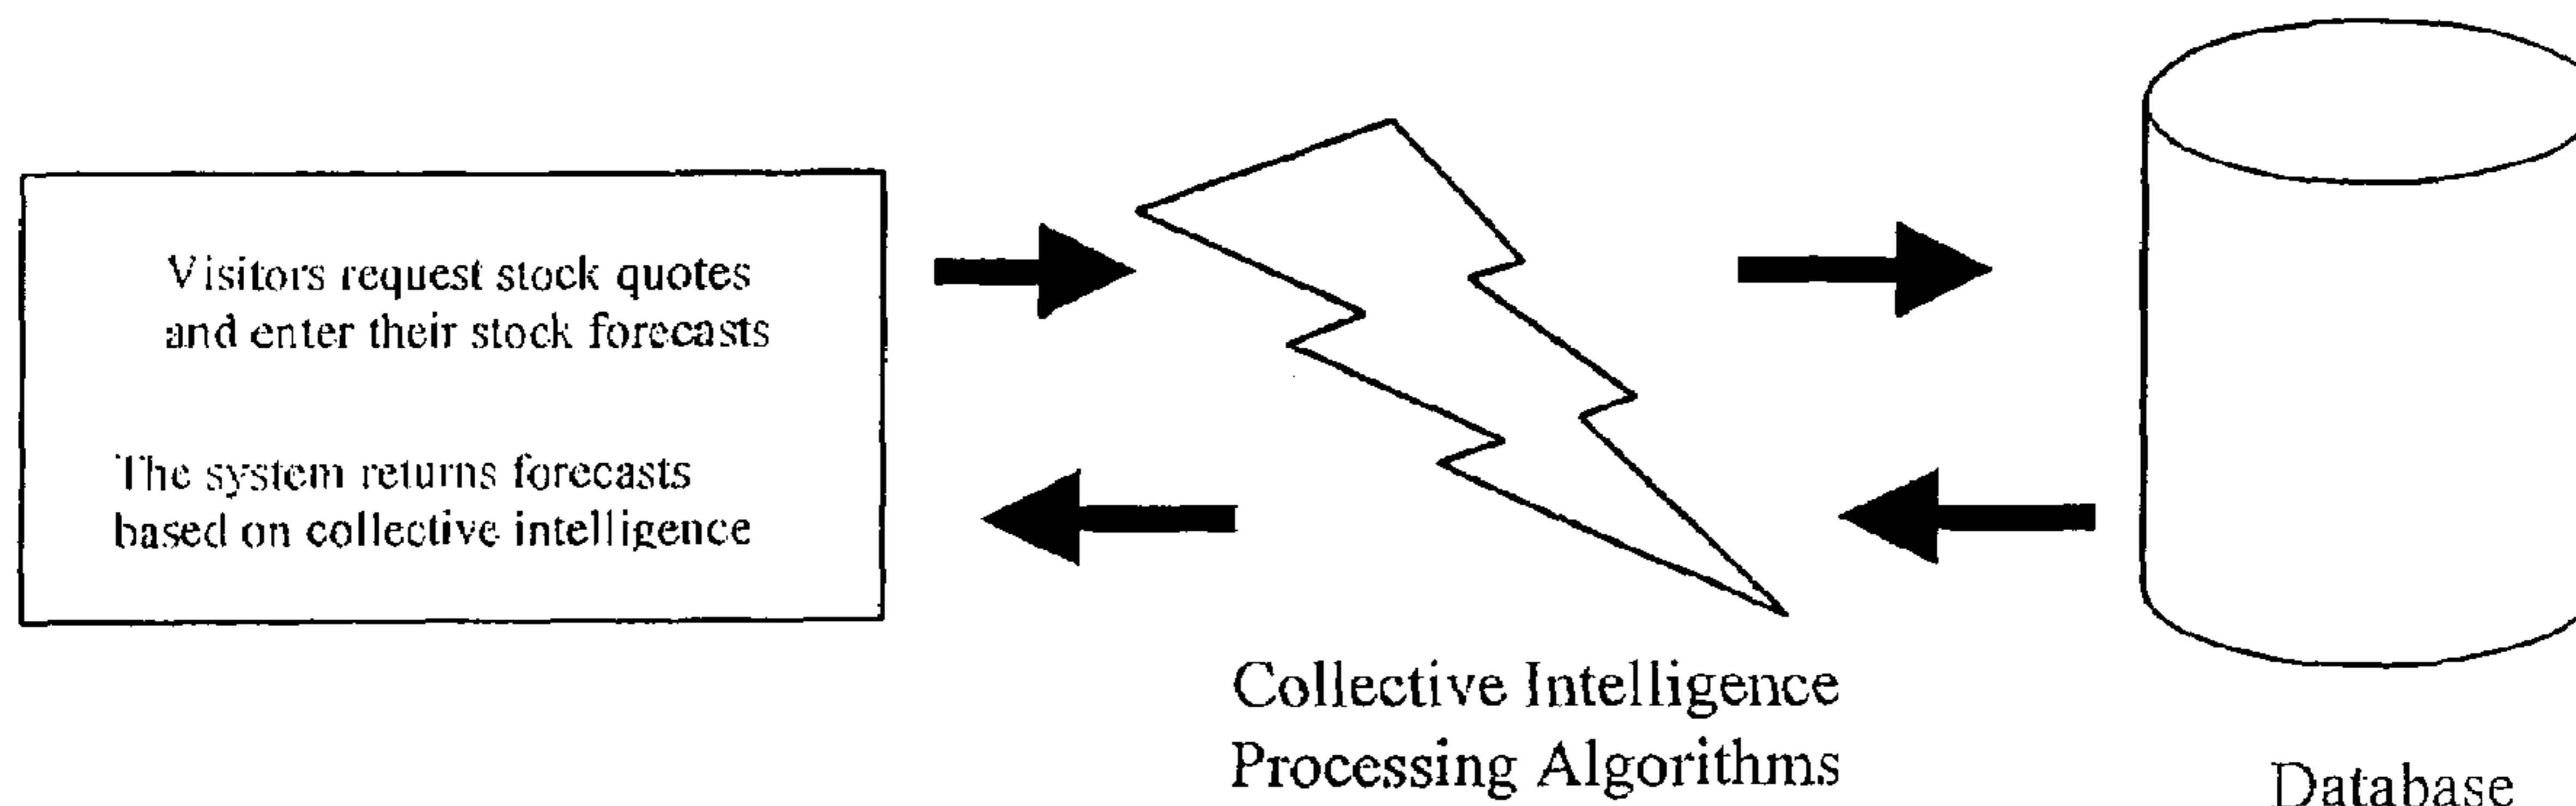 Visitors request stock quotes
and enter their stock forecasts
The system returns forecasts
based on collective intelligence
Collective Intelligence
Processing Algorithms
Database